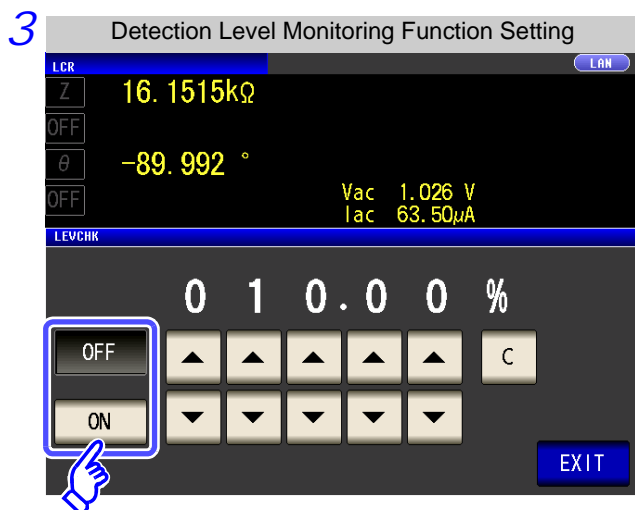 3 Detection Level Monitoring Function Setting
LCR LAN
Z 16.1515kΩ
OFF
θ -89.992 °
OFF Vac 1.026 V
Iac 63.50μA
LEVCHK
0 1 0 . 0 0 %
OFF C
ON
EXIT